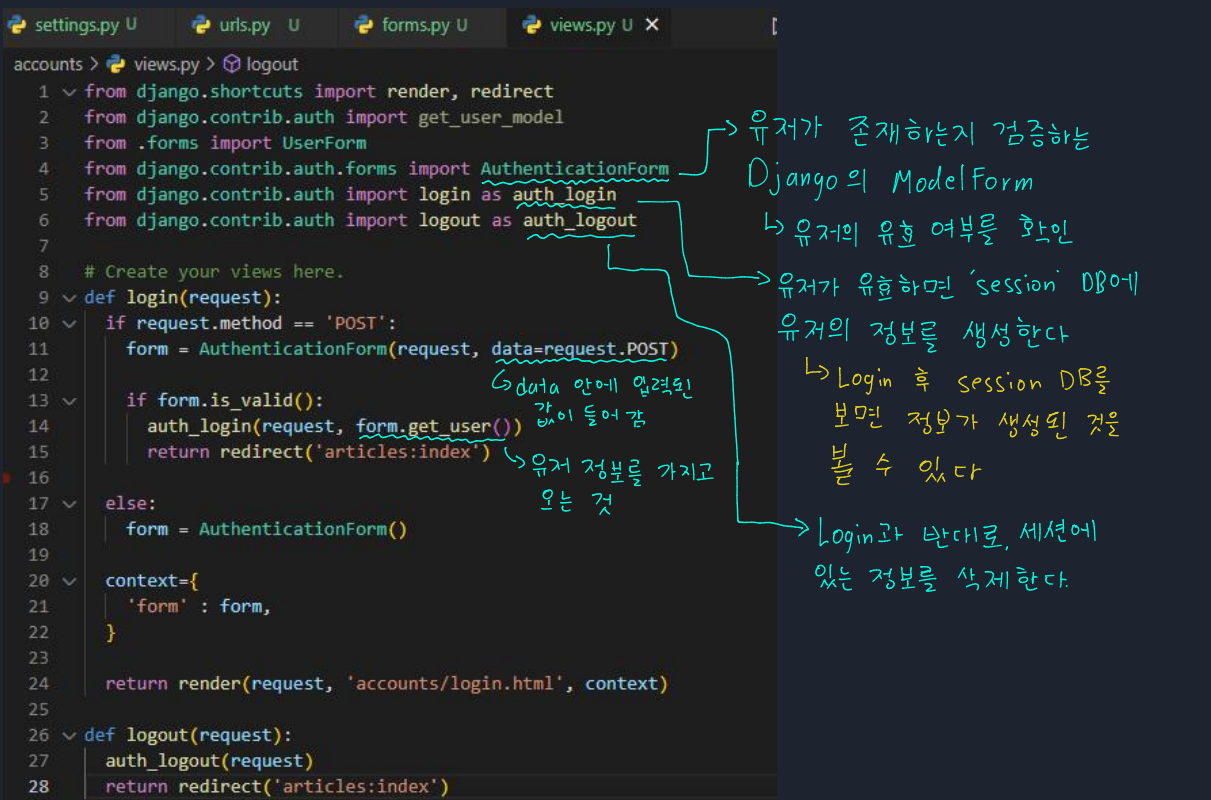 settings.py U
urls.py U
forms.py U
views.py U
accounts > views.py > logout
1 from django.shortcuts import render, redirect
2 from django.contrib.auth import get_user_model
3 from .forms import UserForm
4 from django.contrib.auth.forms import AuthenticationForm
5 from django.contrib.auth import login as auth_login
6 from django.contrib.auth import logout as auth_logout
7
8 # Create your views here.
9 def login(request):
10 if request.method == 'POST':
11 form = AuthenticationForm(request, data=request.POST)
12
13 if form.is_valid():
14 auth_login(request, form.get_user())
15 return redirect('articles:index')
16
17 else:
18 form = AuthenticationForm()
19
20 context={
21 'form' : form,
22 }
23
24 return render(request, 'accounts/login.html', context)
25
26 def logout(request):
27 auth_logout(request)
28 return redirect('articles:index')
data 안에 입력된
값이 들어 감
유저 정보를 가지고
오는 것
유저가 존재하는지 검증하는
Django의 ModelForm
유저의 유효 여부를 확인
유저가 유효하면 'session' DB에
유저의 정보를 생성한다
Login 후 session DB를
보면 정보가 생성된 것을
볼 수 있다
Login과 반대로, 세션에
있는 정보를 삭제한다.